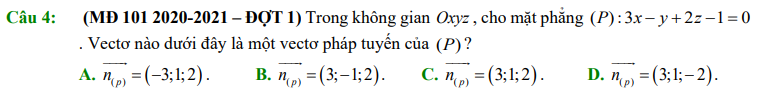 Câu 4: (MĐ 101 2020-2021 – ĐỢT 1) Trong không gian Oxyz , cho mặt phẳng (P):3x − y + 2z −1 = 0
. Vectơ nào dưới đây là một vectơ pháp tuyến của (P)?
A. n₍ₚ₎ = (−3;1;2). B. n₍ₚ₎ = (3;−1;2). C. n₍ₚ₎ = (3;1;2). D. n₍ₚ₎ = (3;1;−2).